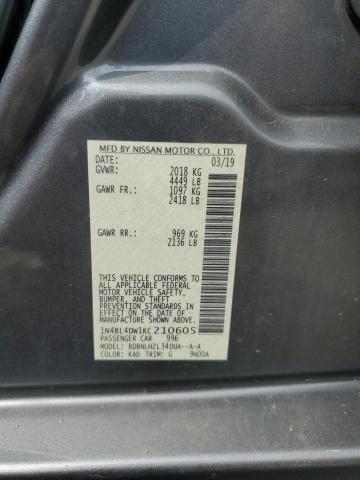 MFD BY NISSAN MOTOR CO., LTD.
DATE: 03/19
GVWR: 2018 KG
4449 LB
GAWR FR: 1097 KG
2418 LB
GAWR RR: 969 KG
2136 LB
THIS VEHICLE CONFORMS TO
ALL APPLICABLE FEDERAL
MOTOR VEHICLE SAFETY,
BUMPER, AND THEFT
PREVENTION STANDARDS IN
EFFECT ON THE DATE OF
MANUFACTURE SHOWN ABOVE.
1N4BL4DW1KC210605
PASSENGER CAR 996
MODEL: BDRNLHZL34DUA--A-A
COLOR: KAD TRIM: G 9N00A